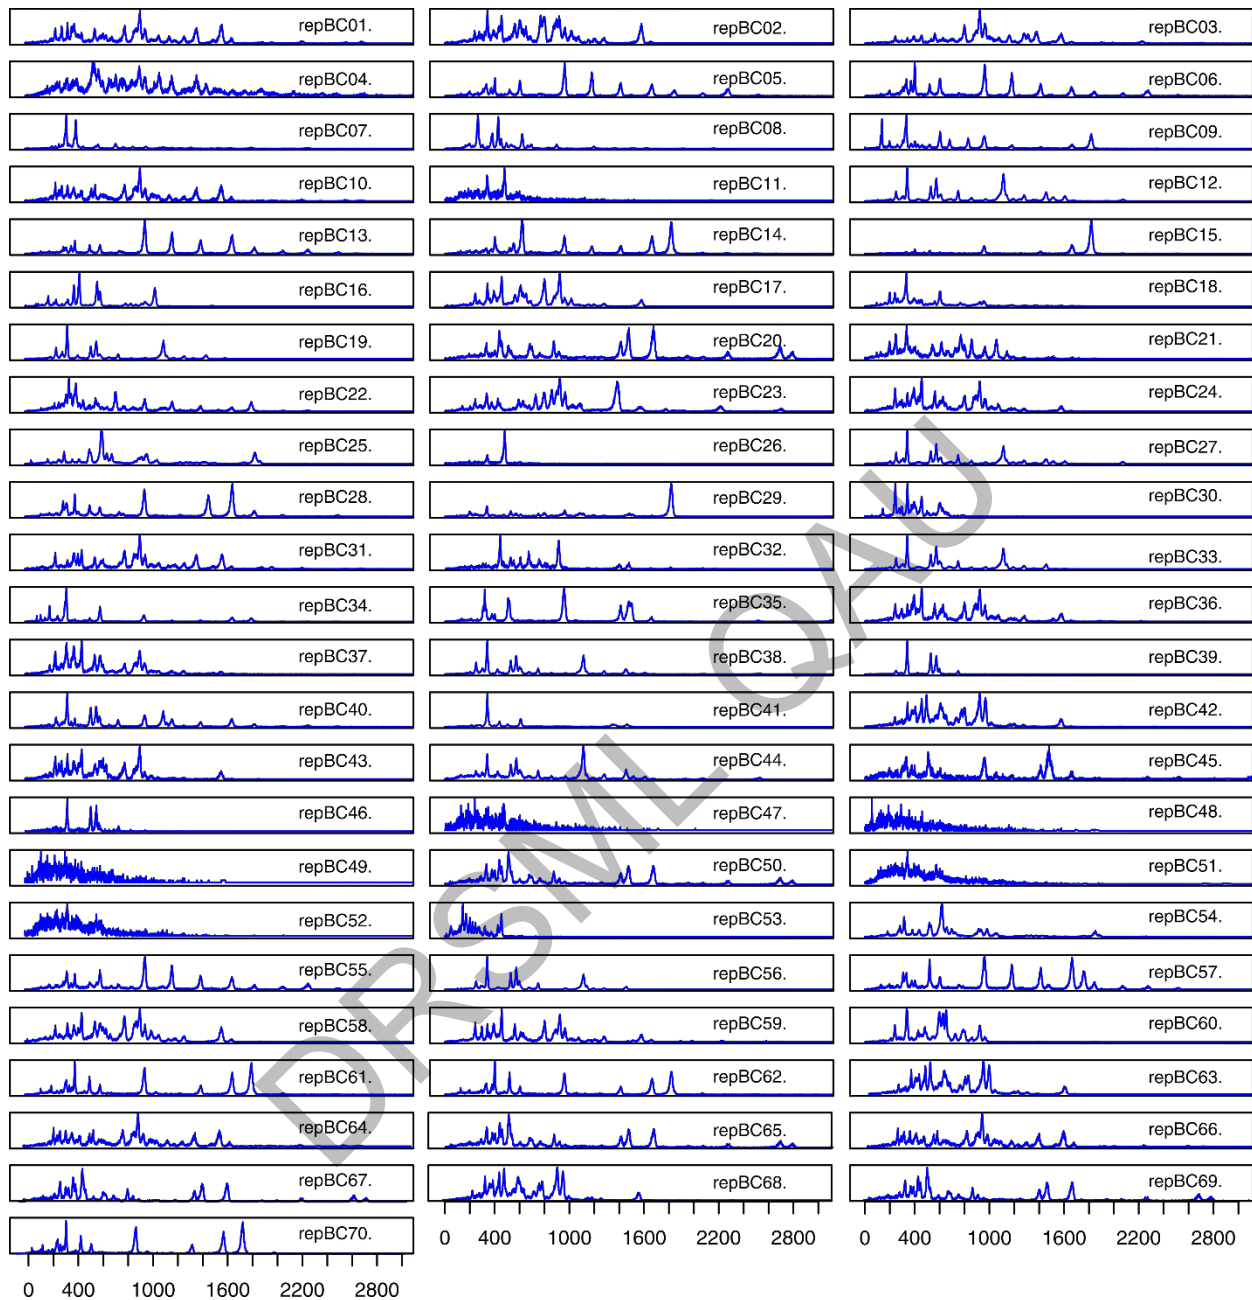 repBC01. repBC02. repBC03.
repBC04. repBC05. repBC06.
repBC07. repBC08. repBC09.
repBC10. repBC11. repBC12.
repBC13. repBC14. repBC15.
repBC16. repBC17. repBC18.
repBC19. repBC20. repBC21.
repBC22. repBC23. repBC24.
repBC25. repBC26. repBC27.
repBC28. repBC29. repBC30.
repBC31. repBC32. repBC33.
repBC34. repBC35. repBC36.
repBC37. repBC38. repBC39.
repBC40. repBC41. repBC42.
repBC43. repBC44. repBC45.
repBC46. repBC47. repBC48.
repBC49. repBC50. repBC51.
repBC52. repBC53. repBC54.
repBC55. repBC56. repBC57.
repBC58. repBC59. repBC60.
repBC61. repBC62. repBC63.
repBC64. repBC65. repBC66.
repBC67. repBC68. repBC69.
repBC70.
0 400 1000 1600 2200 2800
0 400 1000 1600 2200 2800
0 400 1000 1600 2200 2800
DRSML QAU